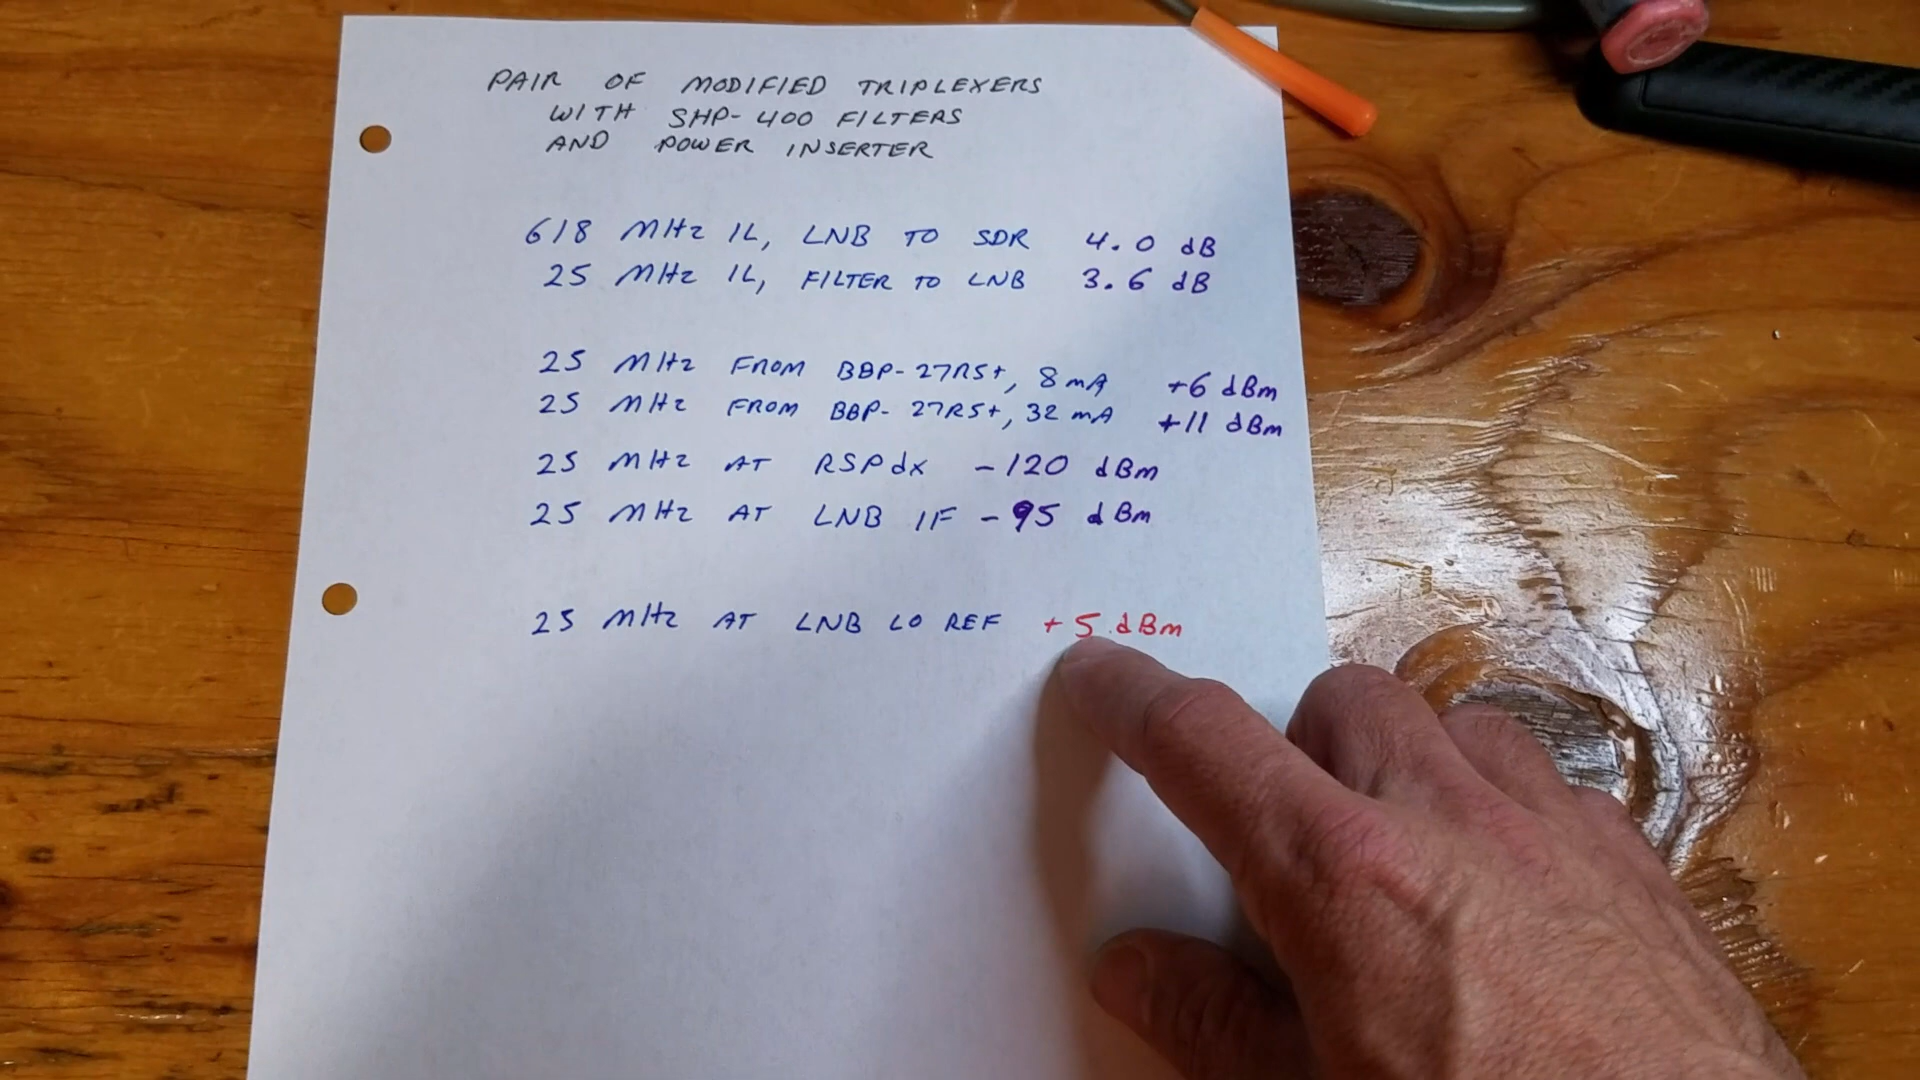 PAIR OF MODIFIED TRIPLEXERS
WITH SHP-400 FILTERS
AND POWER INSERTER
618 MHz IL, LNB TO SDR 4.0 dB
25 MHz IL, FILTER TO LNB 3.6 dB
25 MHz FROM BBP-27RS+, 8 mA +6 dBm
25 MHz FROM BBP-27RS+, 32 mA +11 dBm
25 MHz AT RSPdx -120 dBm
25 MHz AT LNB IF -95 dBm
25 MHz AT LNB LO REF +5 dBm